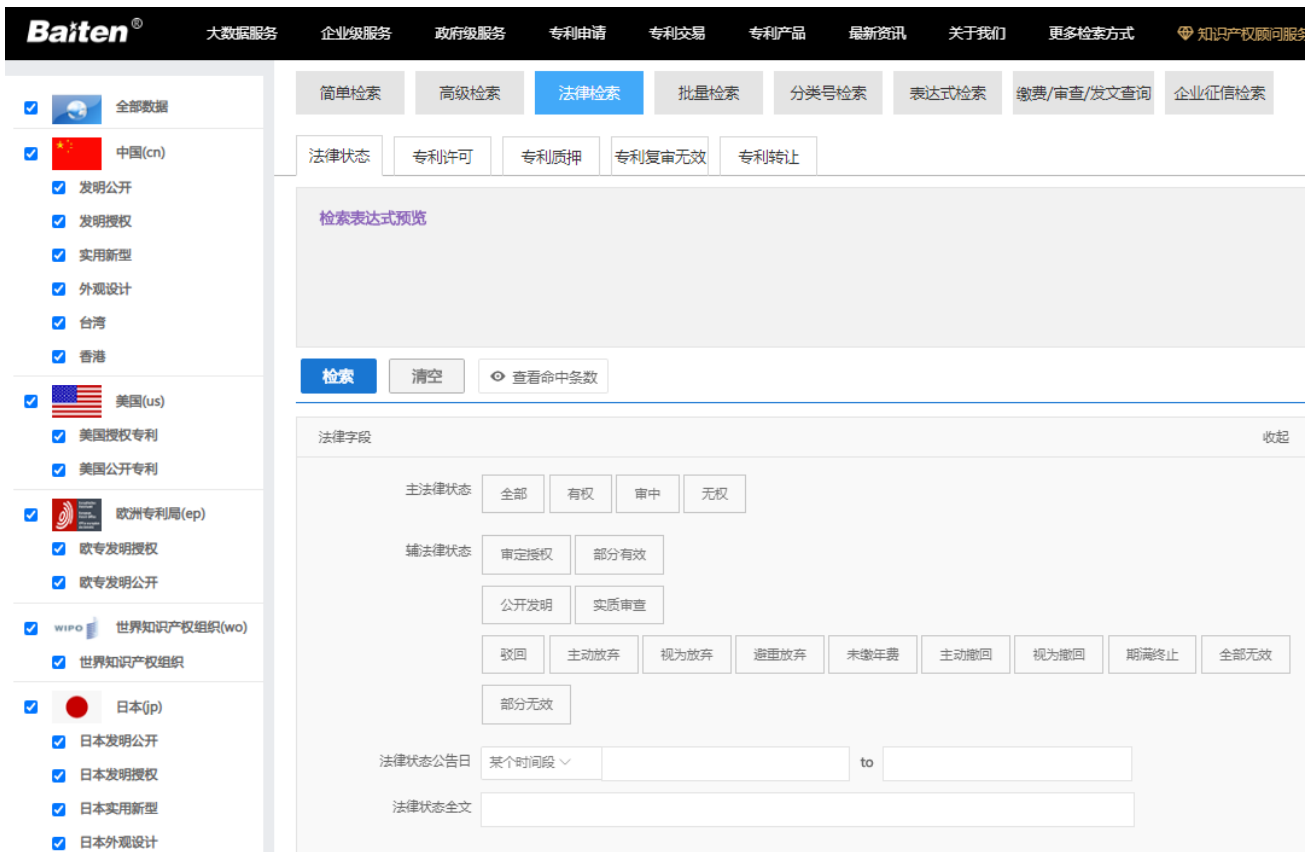 Baiten® 大数据服务 企业级服务 政府级服务 专利申请 专利交易 专利产品 最新资讯 关于我们 更多检索方式 知识产权顾问服务
简单检索 高级检索 法律检索 批量检索 分类号检索 表达式检索 缴费/审查/发文查询 企业征信检索
法律状态 专利许可 专利质押 专利复审无效 专利转让
检索表达式预览
检索 清空 查看命中条数
法律字段 收起
主法律状态 全部 有权 审中 无权
辅法律状态 审定授权 部分有效
公开发明 实质审查
驳回 主动放弃 视为放弃 避重放弃 未缴年费 主动撤回 视为撤回 期满终止 全部无效
部分无效
法律状态公告日 某个时间段 to
法律状态全文
全部数据
中国(cn)
发明公开
发明授权
实用新型
外观设计
台湾
香港
美国(us)
美国授权专利
美国公开专利
欧洲专利局(ep)
欧专发明授权
欧专发明公开
WIPO 世界知识产权组织(wo)
世界知识产权组织
日本(jp)
日本发明公开
日本发明授权
日本实用新型
日本外观设计